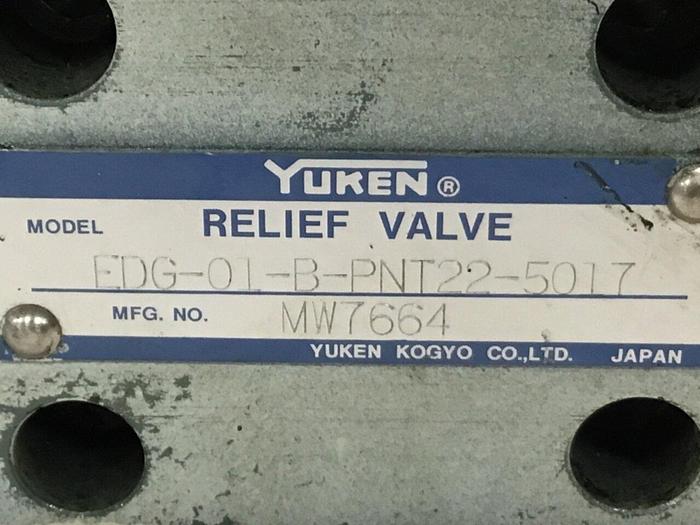 YUKEN®
MODEL RELIEF VALVE
EDG-01-B-PNT22-5017
MFG. NO. MW7664
YUKEN KOGYO CO.,LTD. JAPAN